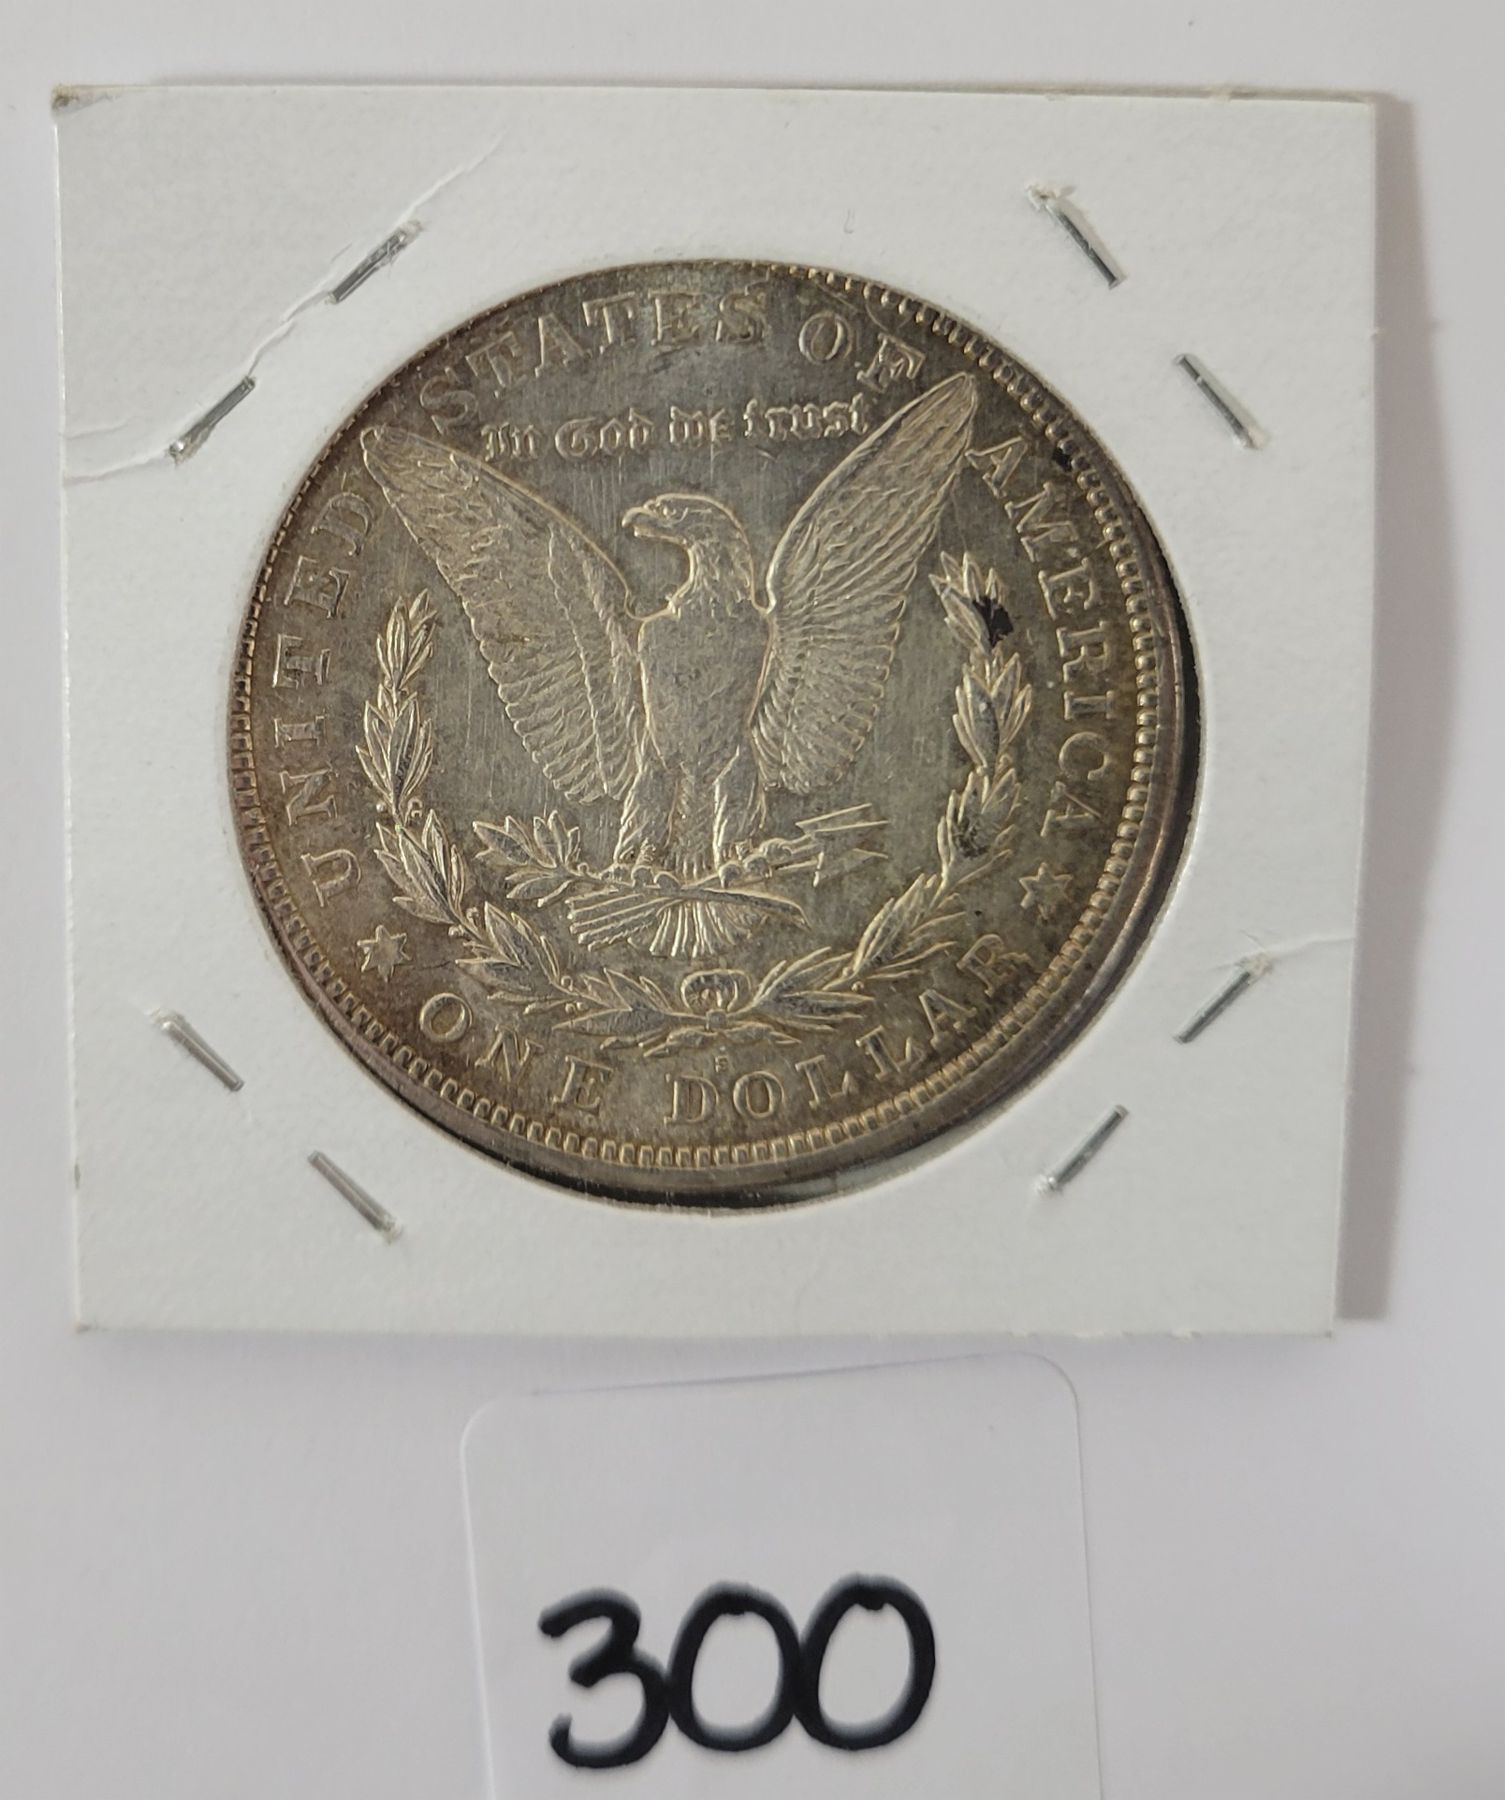 UNITED STATES OF AMERICA
In God we trust
S
ONE DOLLAR
300